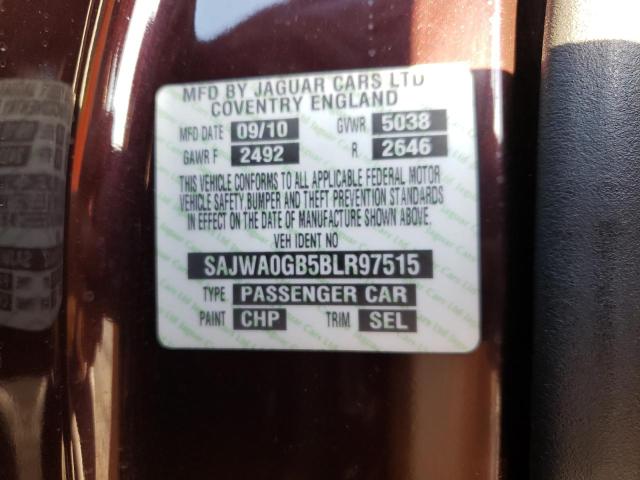 MFD BY JAGUAR CARS LTD
COVENTRY ENGLAND
MFD DATE 09/10 GVWR 5038
GAWR F 2492 R 2646
THIS VEHICLE CONFORMS TO ALL APPLICABLE FEDERAL MOTOR
VEHICLE SAFETY BUMPER AND THEFT PREVENTION STANDARDS
IN EFFECT ON THE DATE OF MANUFACTURE SHOWN ABOVE.
VEH IDENT NO
SAJWA0GB5BLR97515
TYPE PASSENGER CAR
PAINT CHP TRIM SEL